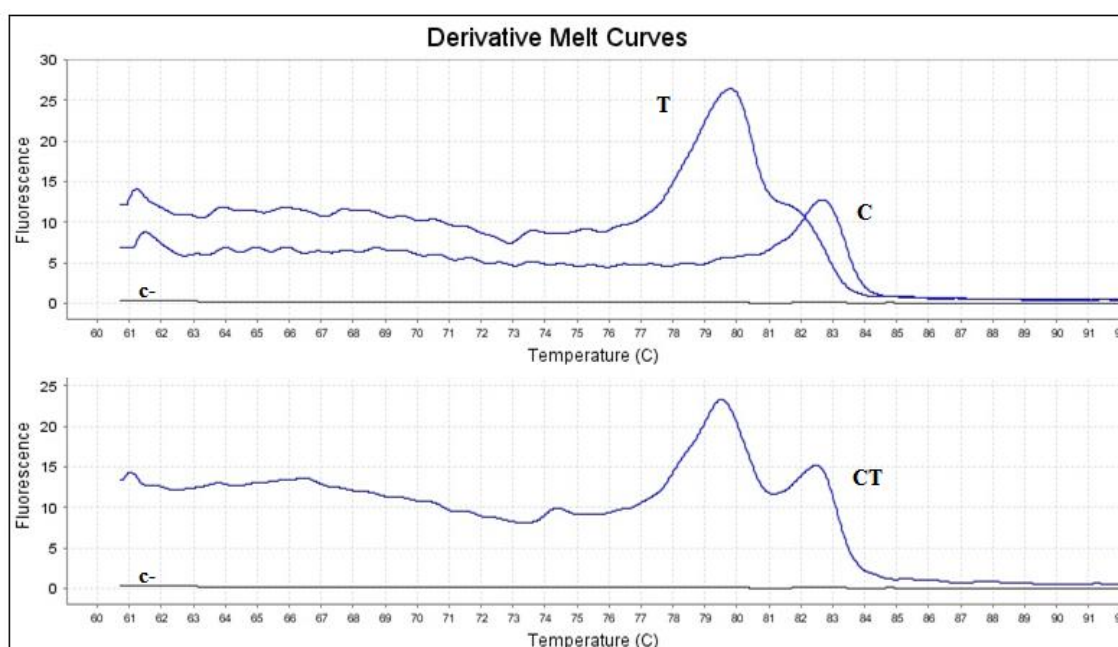 Derivative Melt Curves
30
25
20
15
10
5
0
Fluorescence
T
C
c-
60 61 62 63 64 65 66 67 68 69 70 71 72 73 74 75 76 77 78 79 80 81 82 83 84 85 86 87 88 89 90 91 9
Temperature (C)
25
20
15
10
5
0
Fluorescence
CT
c-
60 61 62 63 64 65 66 67 68 69 70 71 72 73 74 75 76 77 78 79 80 81 82 83 84 85 86 87 88 89 90 91 9
Temperature (C)